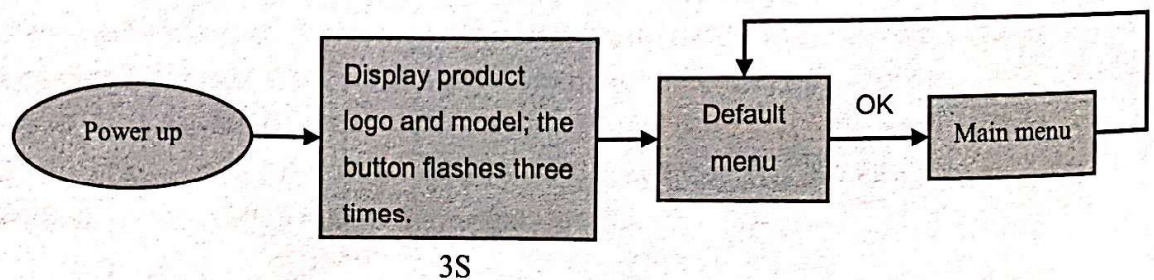 Power up
Display product
logo and model; the
button flashes three
times.
3S
Default
menu
OK
Main menu